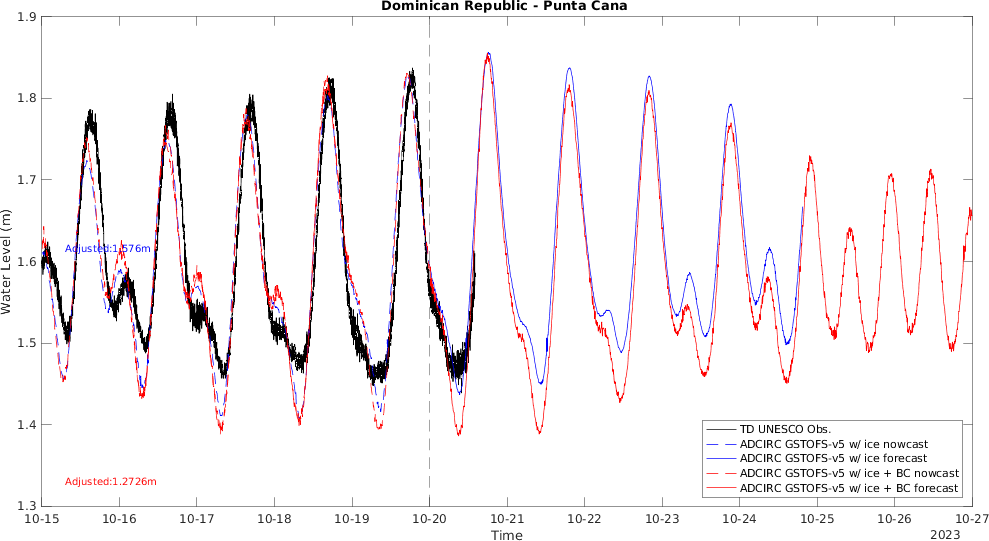 Dominican Republic - Punta Cana
1.9
1.8
1.7
1.6
1.5
1.4
1.3
Water Level (m)
Adjusted:1.576m
Adjusted:1.2726m
TD UNESCO Obs.
ADCIRC GSTOFS-v5 w/ ice nowcast
ADCIRC GSTOFS-v5 w/ ice forecast
ADCIRC GSTOFS-v5 w/ ice + BC nowcast
ADCIRC GSTOFS-v5 w/ ice + BC forecast
10-15 10-16 10-17 10-18 10-19 10-20 10-21 10-22 10-23 10-24 10-25 10-26 10-27
Time
2023